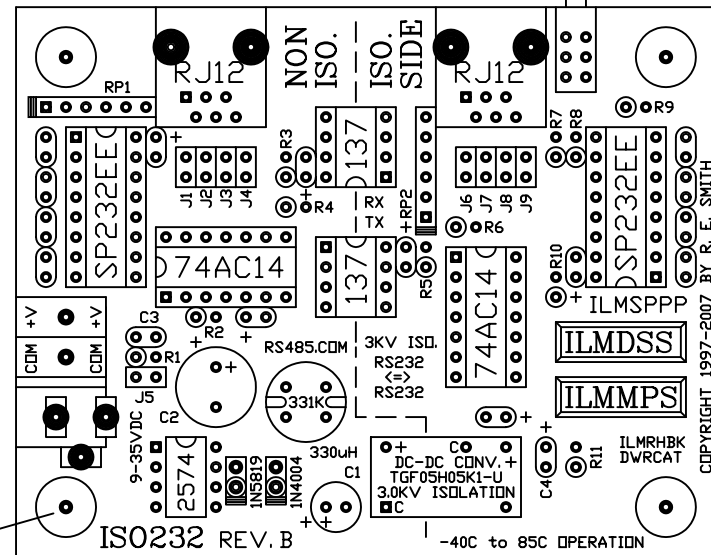 NON
ISO.
ISO.
SIDE
RJ12
RJ12
RP1
R3
R7
R8
R9
SP232EE
137
SP232EE
J1
J2
J3
J4
J6
J7
J8
J9
R4
RX
TX
RP2
R6
74AC14
137
R5
R10
74AC14
ILMSPPP
+V
+V
COM
COM
C3
R2
R1
J5
RS485.COM
3KV ISO.
RS232
<=>
RS232
ILMDSS
ILMMPS
331K
C2
9-35VDC
2574
1N5819
1N4004
330uH
C1
DC-DC CONV.
TGF05H05K1-U
3.0KV ISOLATION
C
C
C4
R11
ILMRHBK
DWRCAT
ISO232 REV.B
-40C to 85C OPERATION
COPYRIGHT 1997-2007 BY R. E. SMITH